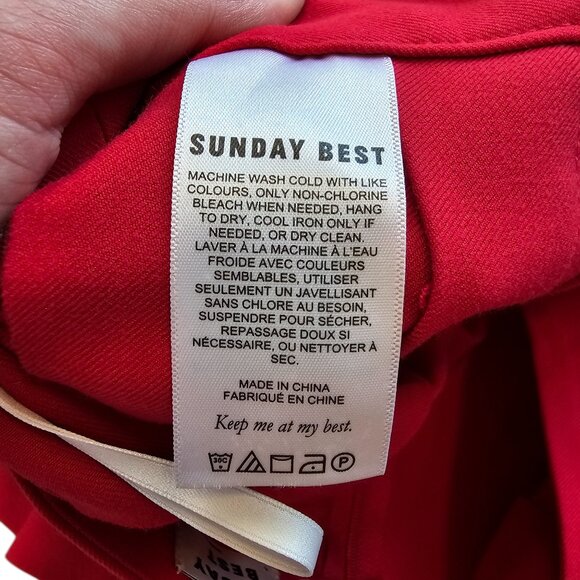 SUNDAY BEST
MACHINE WASH COLD WITH LIKE
COLOURS, ONLY NON-CHLORINE
BLEACH WHEN NEEDED, HANG
TO DRY, COOL IRON ONLY IF
NEEDED, OR DRY CLEAN.
LAVER À LA MACHINE À L'EAU
FROIDE AVEC COULEURS
SEMBLABLES, UTILISER
SEULEMENT UN JAVELLISANT
SANS CHLORE AU BESOIN,
SUSPENDRE POUR SÉCHER,
REPASSAGE DOUX SI
NÉCESSAIRE, OU NETTOYER À
SEC.
MADE IN CHINA
FABRIQUÉ EN CHINE
Keep me at my best.
30C P
BEST